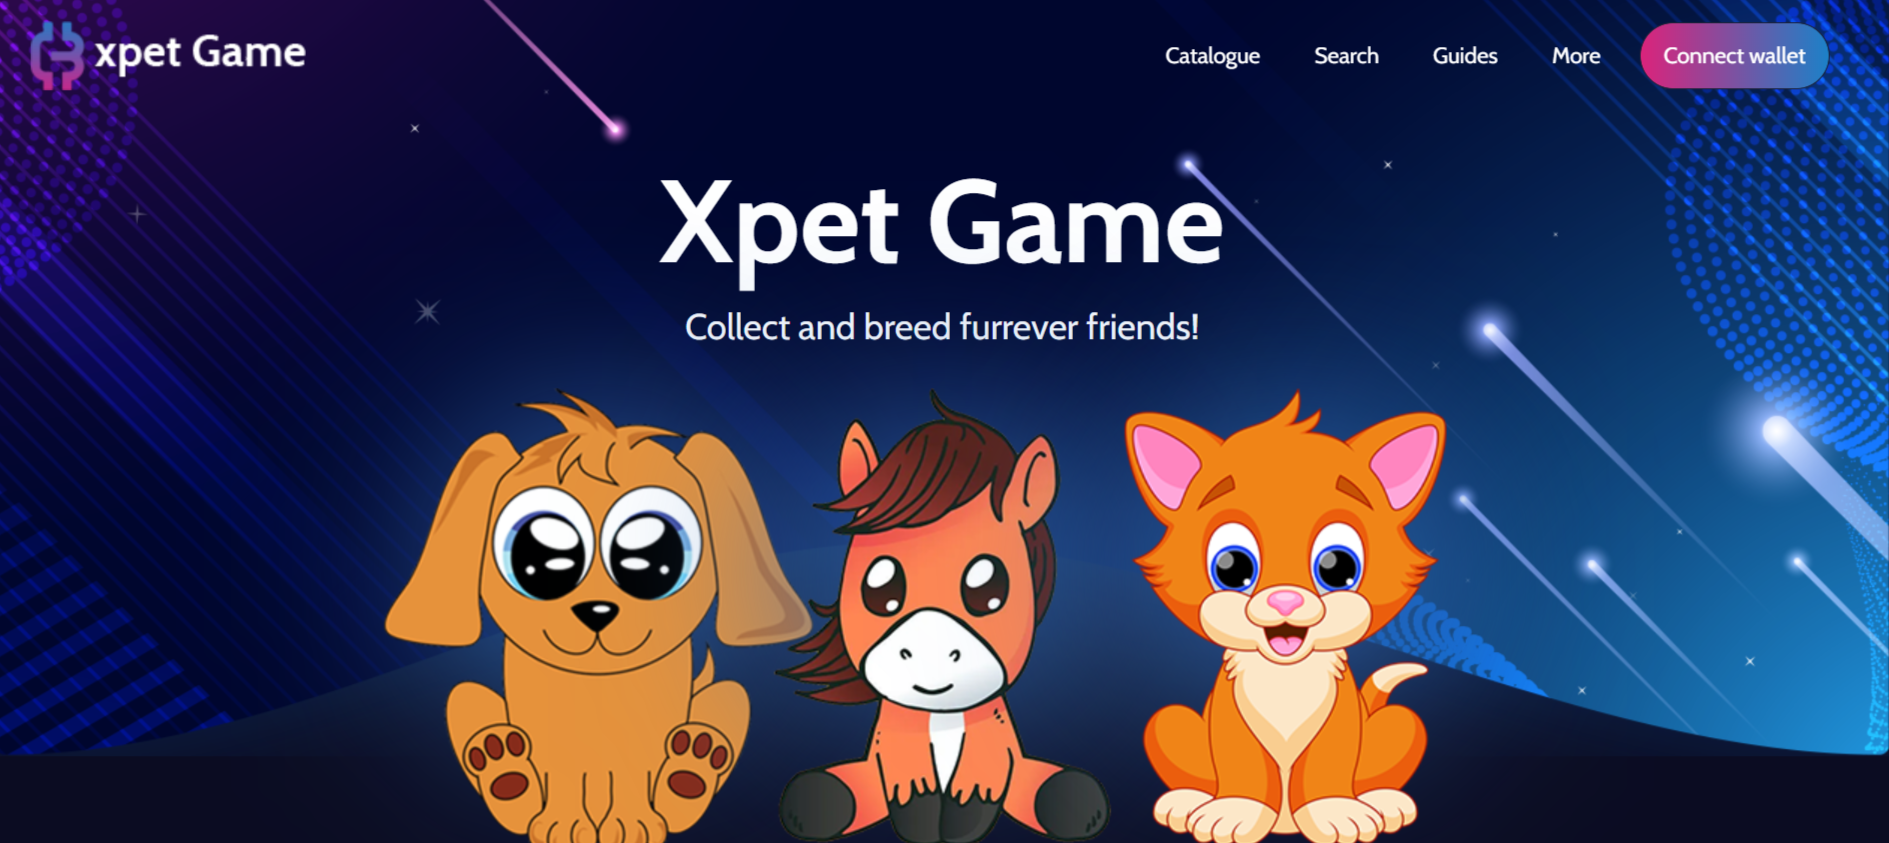 xpet Game
Catalogue
Search
Guides
More
Connect wallet
Xpet Game
Collect and breed furrever friends!